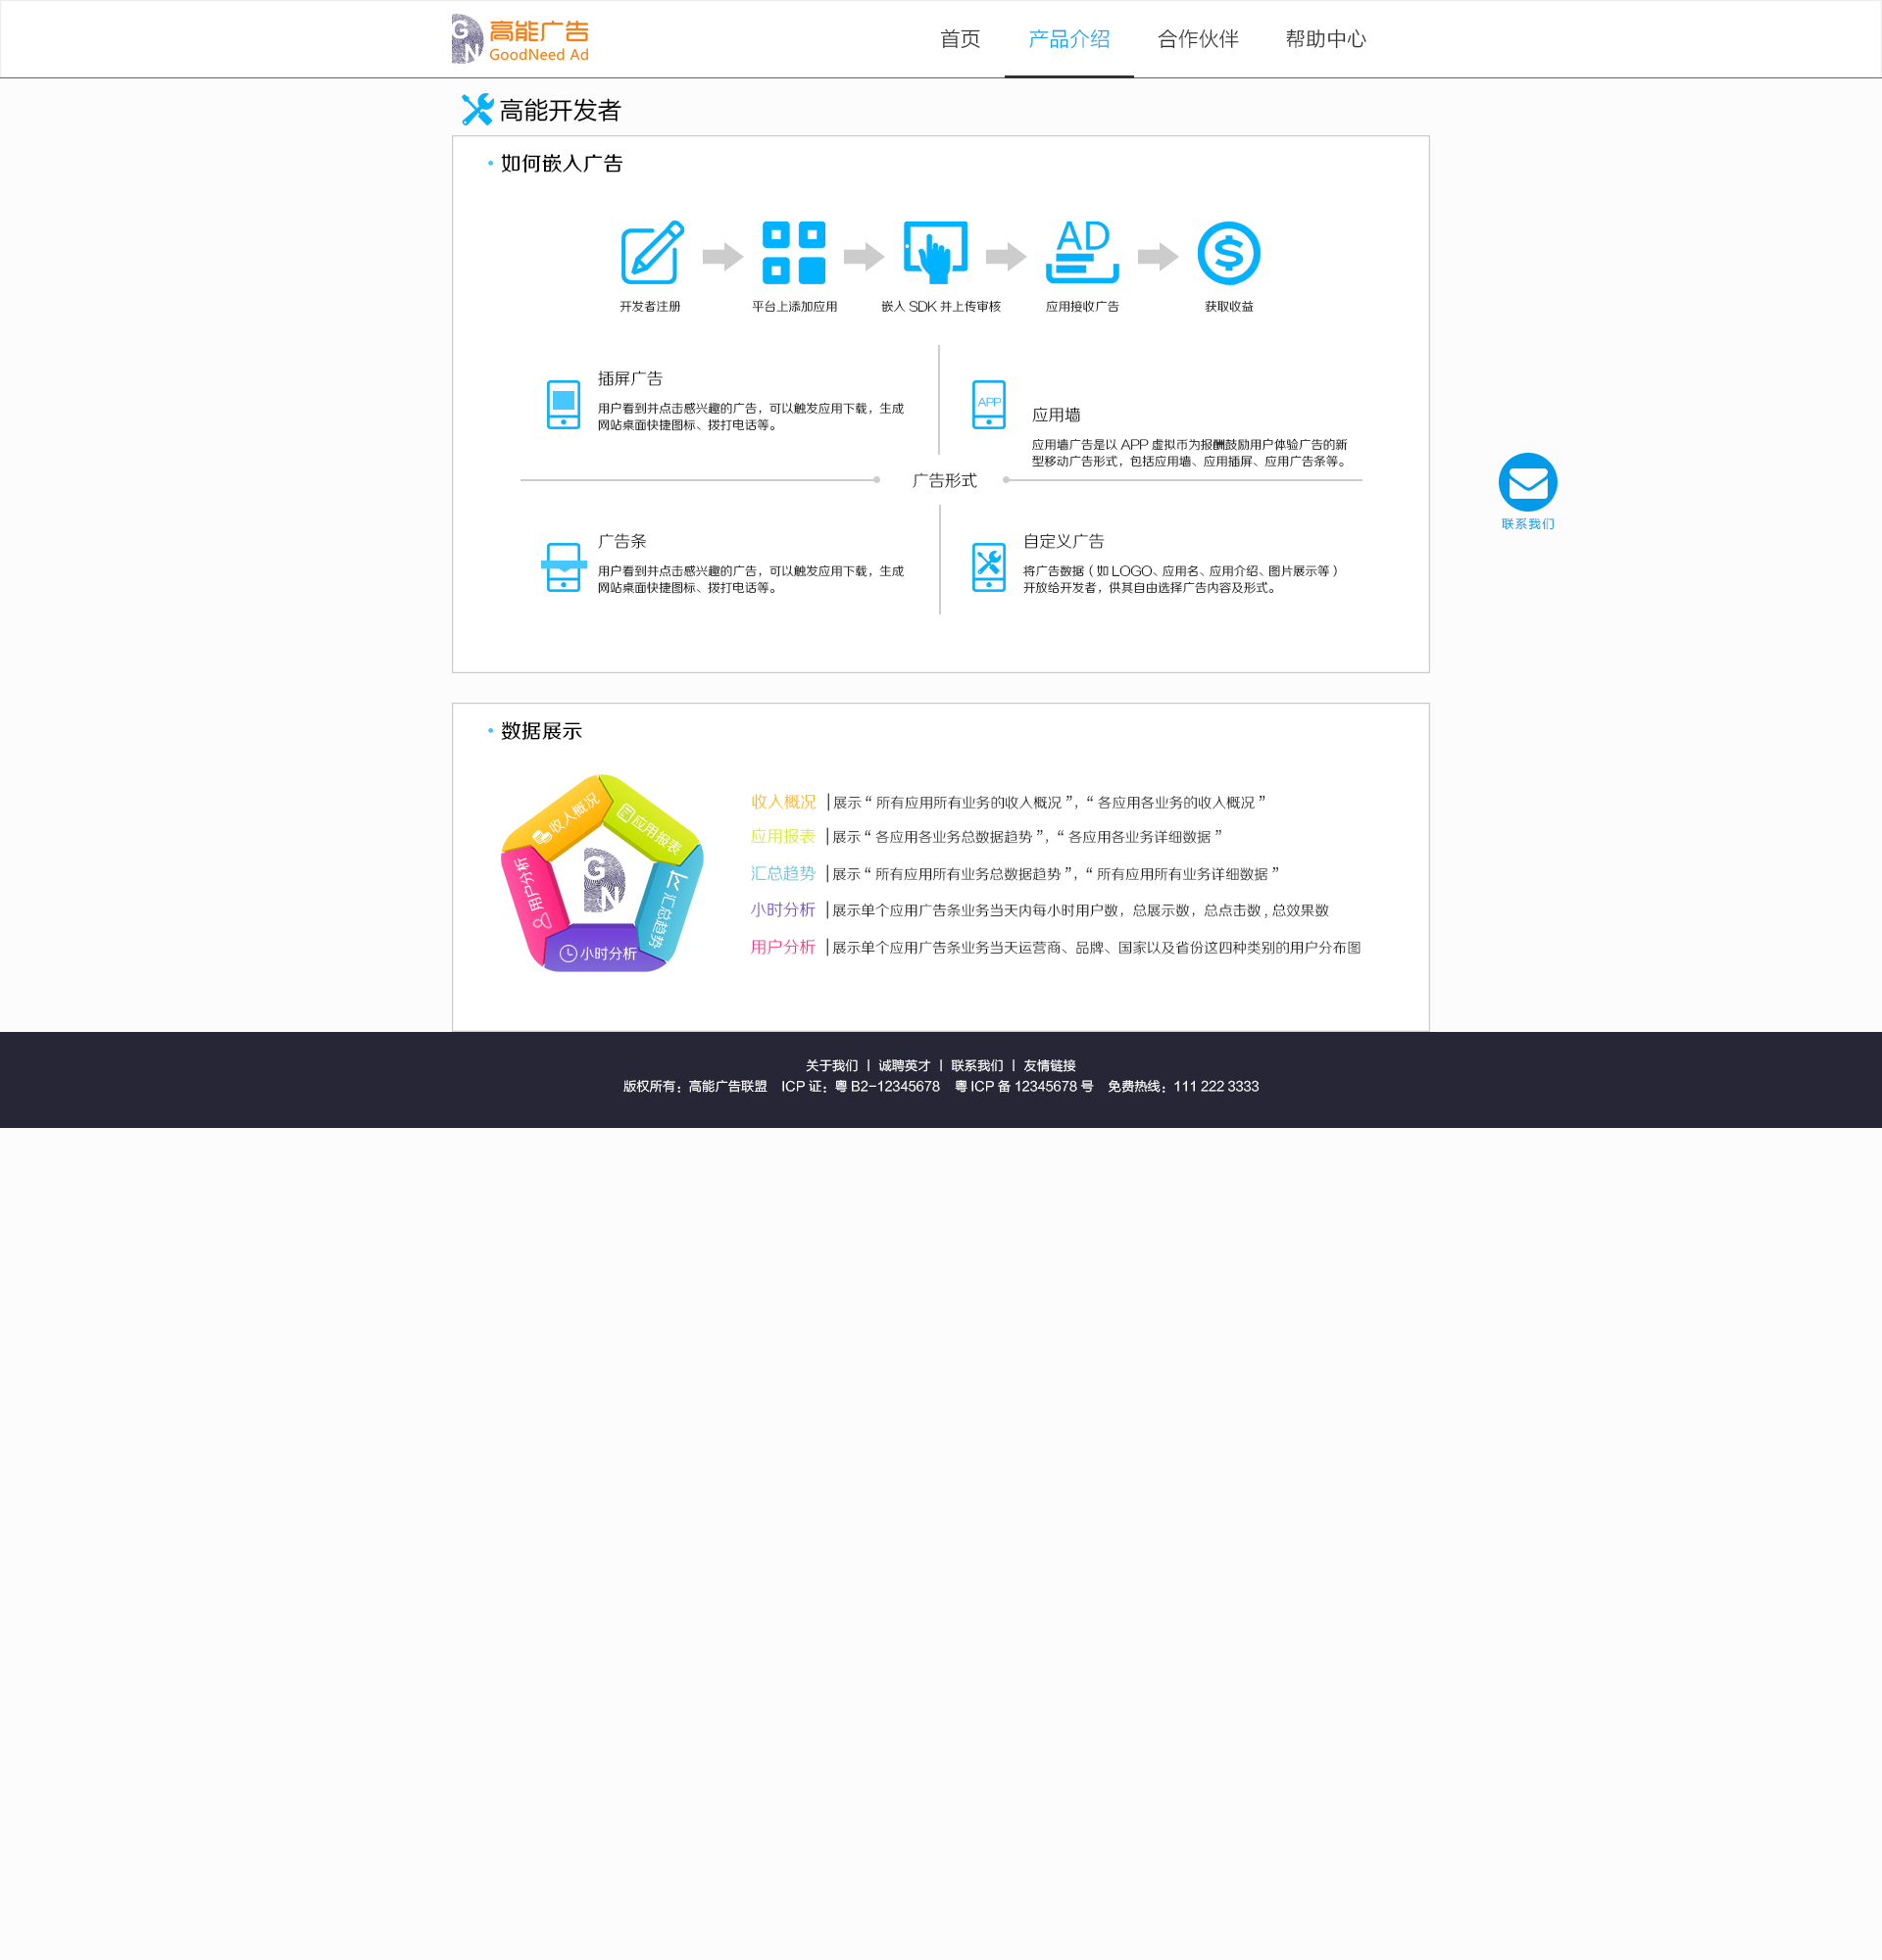 GN 高能广告
GoodNeed Ad
首页 产品介绍 合作伙伴 帮助中心
高能开发者
如何嵌入广告
AD
开发者注册 平台上添加应用 嵌入 SDK 并上传审核 应用接收广告 获取收益
插屏广告
用户看到并点击感兴趣的广告，可以触发应用下载，生成
网站桌面快捷图标、拨打电话等。
APP
应用墙
应用墙广告是以 APP 虚拟币为报酬鼓励用户体验广告的新
型移动广告形式，包括应用墙、应用插屏、应用广告条等。
广告形式
联系我们
广告条
用户看到并点击感兴趣的广告，可以触发应用下载，生成
网站桌面快捷图标、拨打电话等。
自定义广告
将广告数据（如 LOGO、应用名、应用介绍、图片展示等）
开放给开发者，供其自由选择广告内容及形式。
数据展示
收入概况
应用报表
用户分析
GN
汇总趋势
小时分析
收入概况 | 展示“ 所有应用所有业务的收入概况 ”，“ 各应用各业务的收入概况 ”
应用报表 | 展示“ 各应用各业务总数据趋势 ”，“ 各应用各业务详细数据 ”
汇总趋势 | 展示“ 所有应用所有业务总数据趋势 ”，“ 所有应用所有业务详细数据 ”
小时分析 | 展示单个应用广告条业务当天内每小时用户数，总展示数，总点击数 , 总效果数
用户分析 | 展示单个应用广告条业务当天运营商、品牌、国家以及省份这四种类别的用户分布图
关于我们 | 诚聘英才 | 联系我们 | 友情链接
版权所有：高能广告联盟 ICP 证：粤 B2-12345678 粤 ICP 备 12345678 号 免费热线：111 222 3333